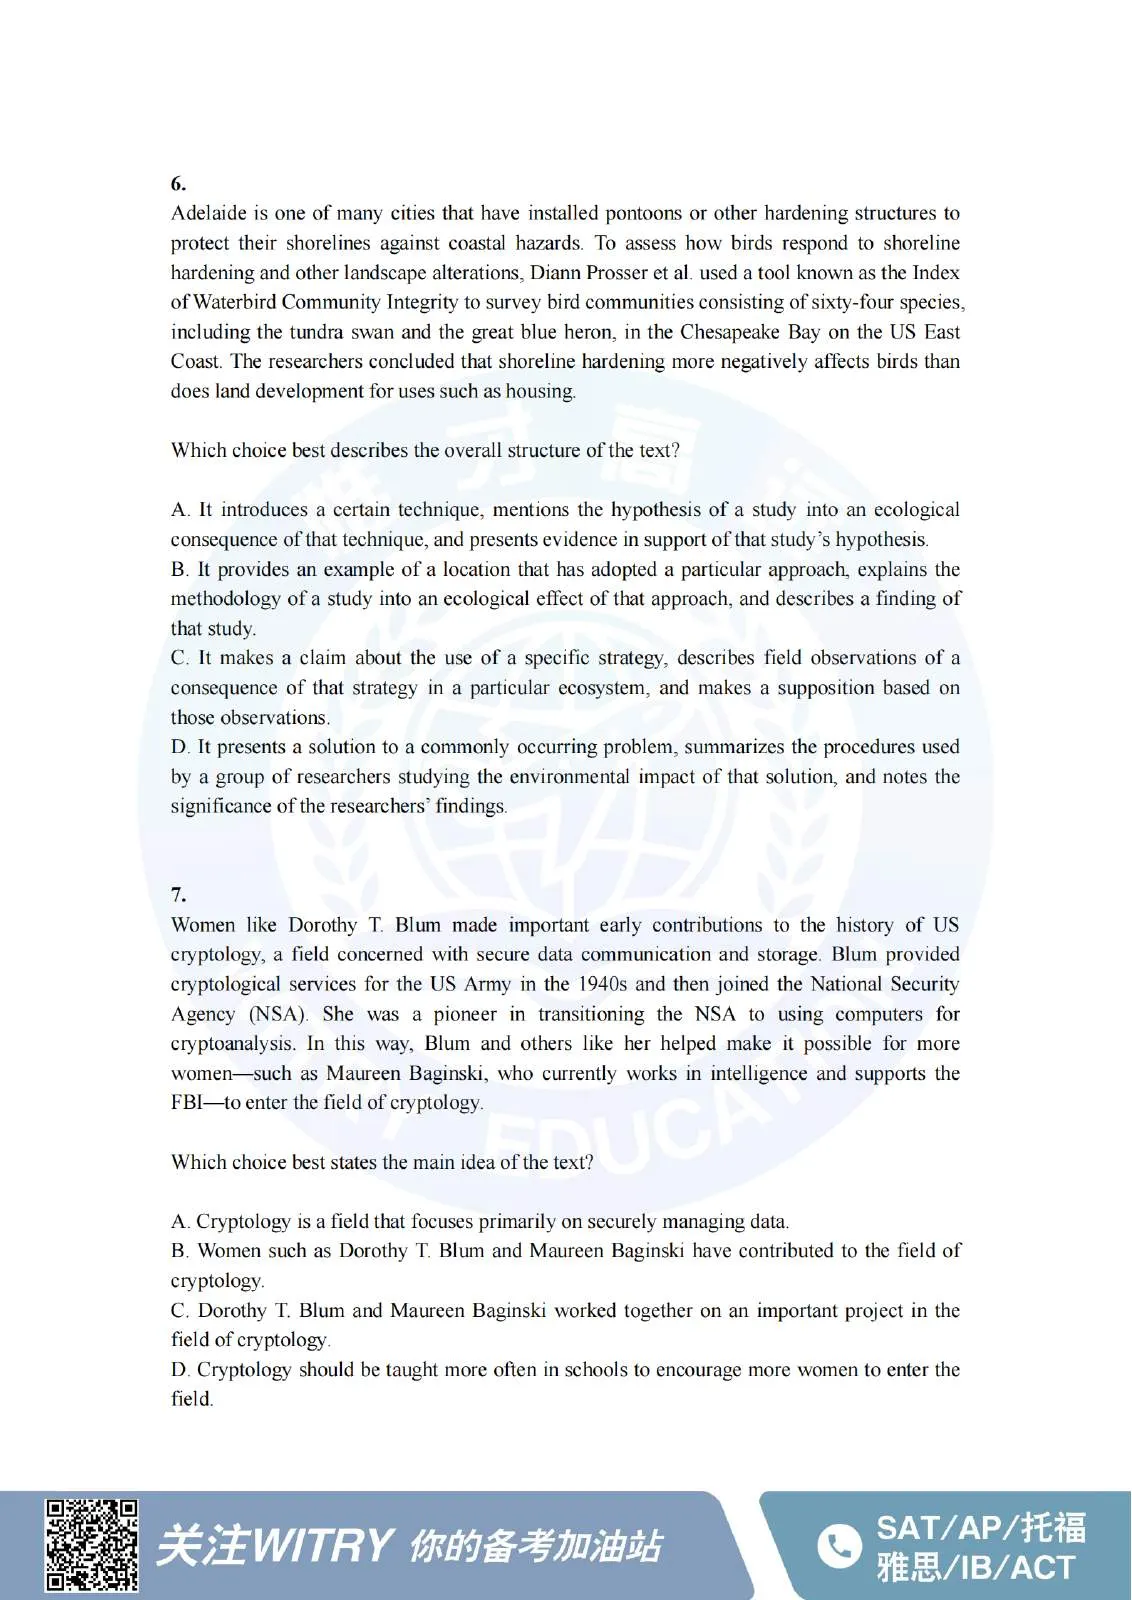 6.
Adelaide is one of many cities that have installed pontoons or other hardening structures to
protect their shorelines against coastal hazards. To assess how birds respond to shoreline
hardening and other landscape alterations, Diann Prosser et al. used a tool known as the Index
of Waterbird Community Integrity to survey bird communities consisting of sixty-four species,
including the tundra swan and the great blue heron, in the Chesapeake Bay on the US East
Coast. The researchers concluded that shoreline hardening more negatively affects birds than
does land development for uses such as housing.
Which choice best describes the overall structure of the text?
A. It introduces a certain technique, mentions the hypothesis of a study into an ecological
consequence of that technique, and presents evidence in support of that study's hypothesis.
B. It provides an example of a location that has adopted a particular approach, explains the
methodology of a study into an ecological effect of that approach, and describes a finding of
that study.
C. It makes a claim about the use of a specific strategy, describes field observations of a
consequence of that strategy in a particular ecosystem, and makes a supposition based on
those observations.
D. It presents a solution to a commonly occurring problem, summarizes the procedures used
by a group of researchers studying the environmental impact of that solution, and notes the
significance of the researchers' findings.
7.
Women like Dorothy T. Blum made important early contributions to the history of US
cryptology, a field concerned with secure data communication and storage. Blum provided
cryptological services for the US Army in the 1940s and then joined the National Security
Agency (NSA). She was a pioneer in transitioning the NSA to using computers for
cryptoanalysis. In this way, Blum and others like her helped make it possible for more
women—such as Maureen Baginski, who currently works in intelligence and supports the
FBI—to enter the field of cryptology.
Which choice best states the main idea of the text?
A. Cryptology is a field that focuses primarily on securely managing data.
B. Women such as Dorothy T. Blum and Maureen Baginski have contributed to the field of
cryptology.
C. Dorothy T. Blum and Maureen Baginski worked together on an important project in the
field of cryptology.
D. Cryptology should be taught more often in schools to encourage more women to enter the
field.
EDUCATION
关注WITRY 你的备考加油站
SAT/AP/托福
雅思/IB/ACT